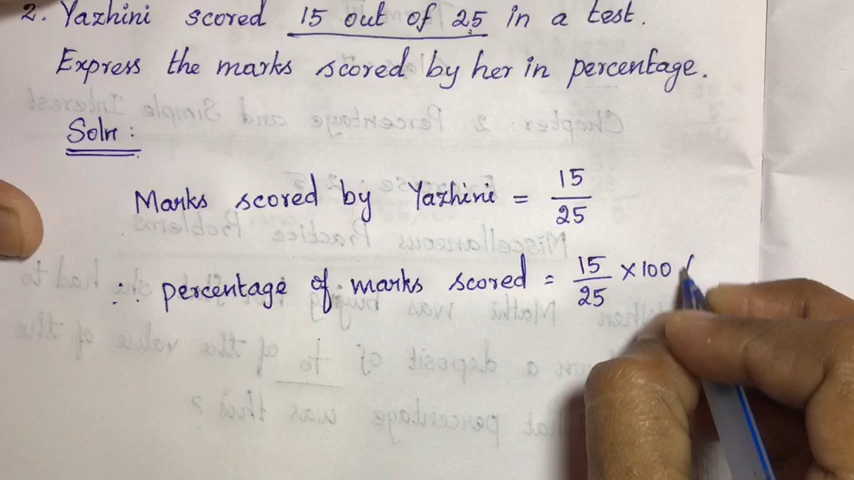 2. Yazhini scored 15 out of 25 in a test.
Express the marks scored by her in percentage.
Soln:
Marks scored by Yazhini = 15/25
∴ percentage of marks scored = 15/25 × 100